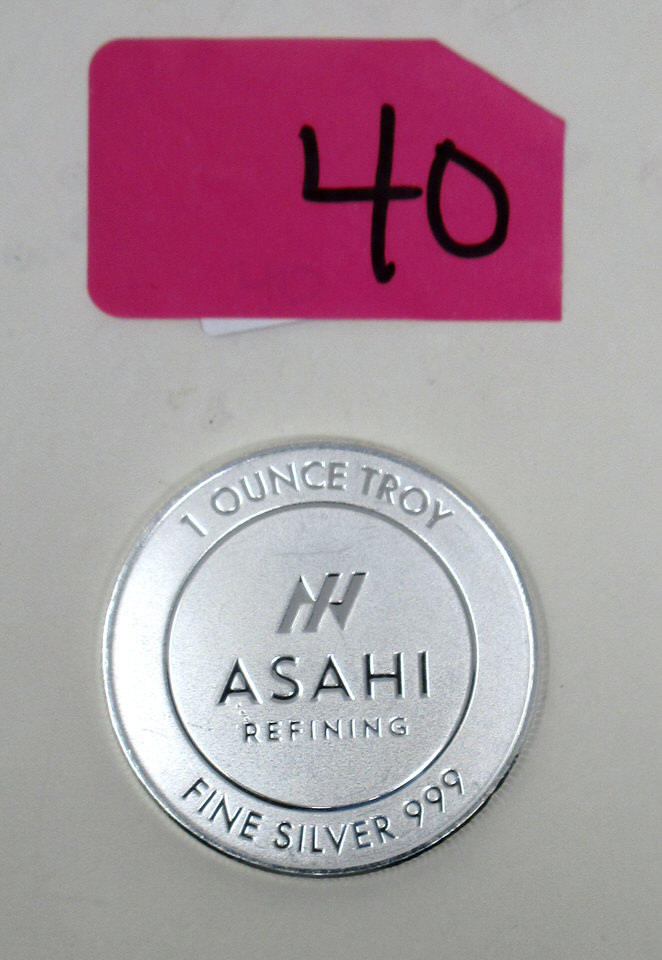 40
1 OUNCE TROY
ASAHI
REFINING
FINE SILVER 999